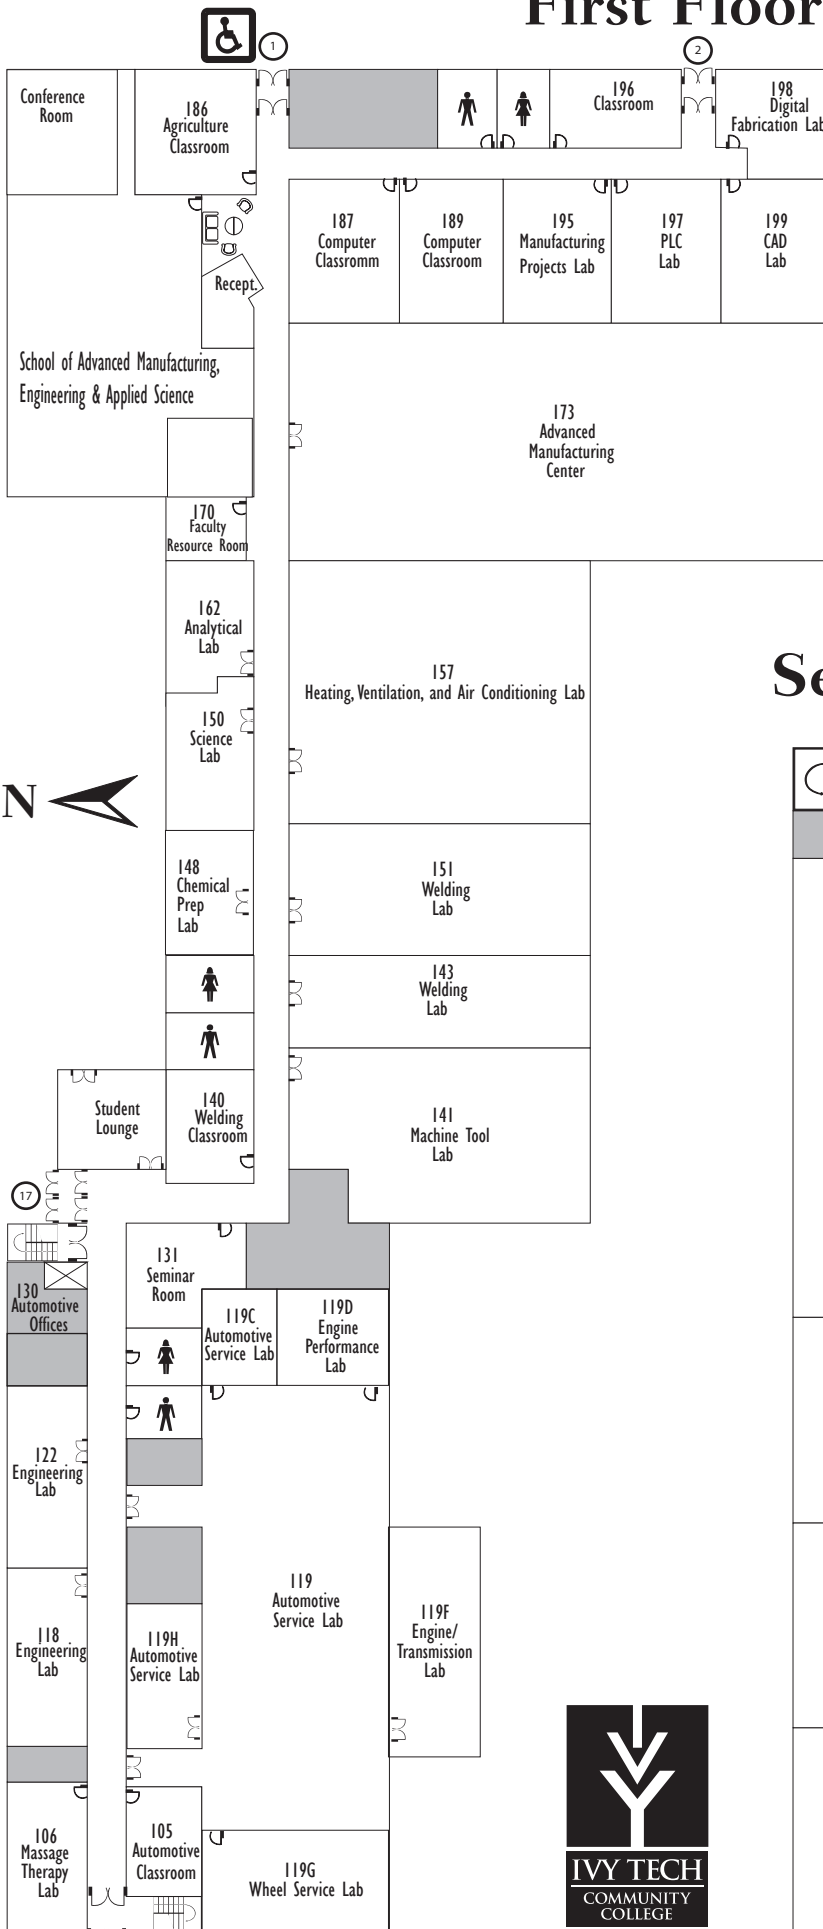 First Floor
1
2
Conference
Room
186
Agriculture
Classroom
196
Classroom
198
Digital
Fabrication Lab
187
Computer
Classromm
189
Computer
Classroom
195
Manufacturing
Projects Lab
197
PLC
Lab
199
CAD
Lab
Recept.
School of Advanced Manufacturing,
Engineering & Applied Science
173
Advanced
Manufacturing
Center
170
Faculty
Resource Room
162
Analytical
Lab
157
Heating, Ventilation, and Air Conditioning Lab
Se
150
Science
Lab
N
148
Chemical
Prep
Lab
151
Welding
Lab
143
Welding
Lab
Student
Lounge
140
Welding
Classroom
141
Machine Tool
Lab
17
131
Seminar
Room
130
Automotive
Offices
119C
Automotive
Service Lab
119D
Engine
Performance
Lab
122
Engineering
Lab
119
Automotive
Service Lab
118
Engineering
Lab
119H
Automotive
Service Lab
119F
Engine/
Transmission
Lab
106
Massage
Therapy
Lab
105
Automotive
Classroom
119G
Wheel Service Lab
IVY TECH
COMMUNITY
COLLEGE